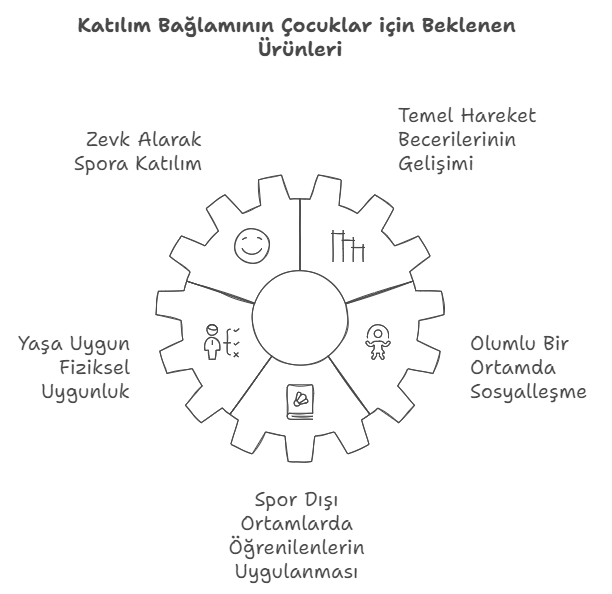 Katılım Bağlamının Çocuklar için Beklenen
Ürünleri
Zevk Alarak
Spora Katılım
Temel Hareket
Becerilerinin
Gelişimi
Yaşa Uygun
Fiziksel
Uygunluk
Olumlu Bir
Ortamda
Sosyalleşme
Spor Dışı
Ortamlarda
Öğrenilenlerin
Uygulanması